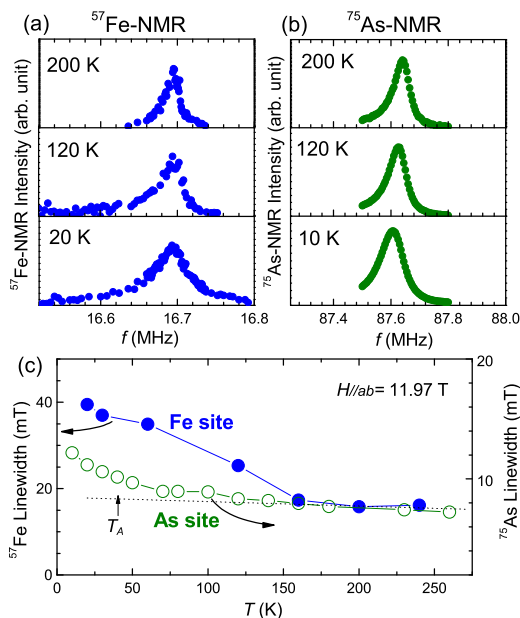 (a) ⁵⁷Fe-NMR
(b) ⁷⁵As-NMR
⁵⁷Fe-NMR Intensity (arb. unit)
200 K
120 K
20 K
16.6 16.7 16.8
f (MHz)
⁷⁵As-NMR Intensity (arb. unit)
200 K
120 K
10 K
87.4 87.6 87.8 88.0
f (MHz)
(c)
H//ab= 11.97 T
Fe site
As site
T_A
⁵⁷Fe Linewidth (mT)
40
30
20
10
0
⁷⁵As Linewidth (mT)
20
10
0
0 50 100 150 200 250
T (K)